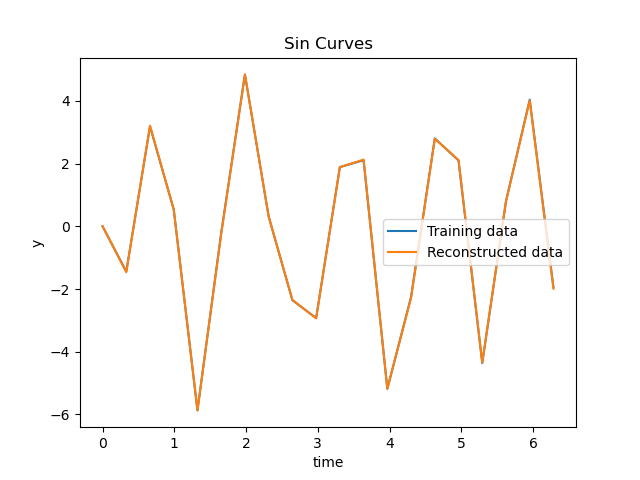 Sin Curves
4
2
0
−2
−4
−6
y
Training data
Reconstructed data
0 1 2 3 4 5 6
time